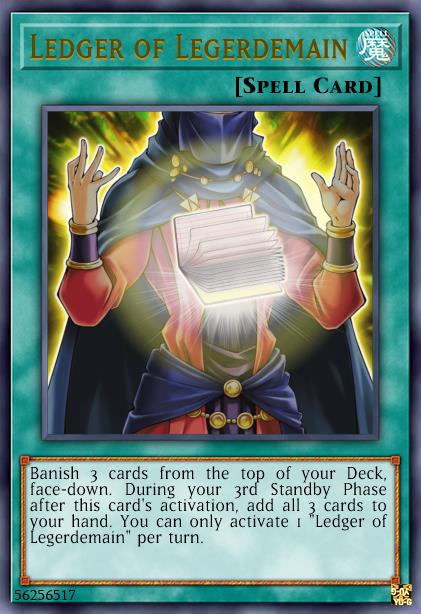 Ledger of Legerdemain
[Spell Card]
Banish 3 cards from the top of your Deck,
face-down. During your 3rd Standby Phase
after this card's activation, add all 3 cards to
your hand. You can only activate 1 "Ledger of
Legerdemain" per turn.
56256517